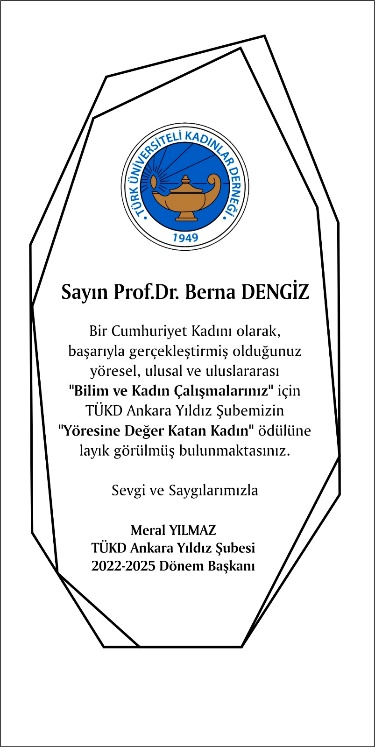 TÜRK ÜNİVERSİTELİ KADINLAR DERNEĞİ
1949
Sayın Prof.Dr. Berna DENGİZ
Bir Cumhuriyet Kadını olarak,
başarıyla gerçekleştirmiş olduğunuz
yöresel, ulusal ve uluslararası
"Bilim ve Kadın Çalışmalarınız" için
TÜKD Ankara Yıldız Şubemizin
"Yöresine Değer Katan Kadın" ödülüne
layık görülmüş bulunmaktasınız.
Sevgi ve Saygılarımızla
Meral YILMAZ
TÜKD Ankara Yıldız Şubesi
2022-2025 Dönem Başkanı